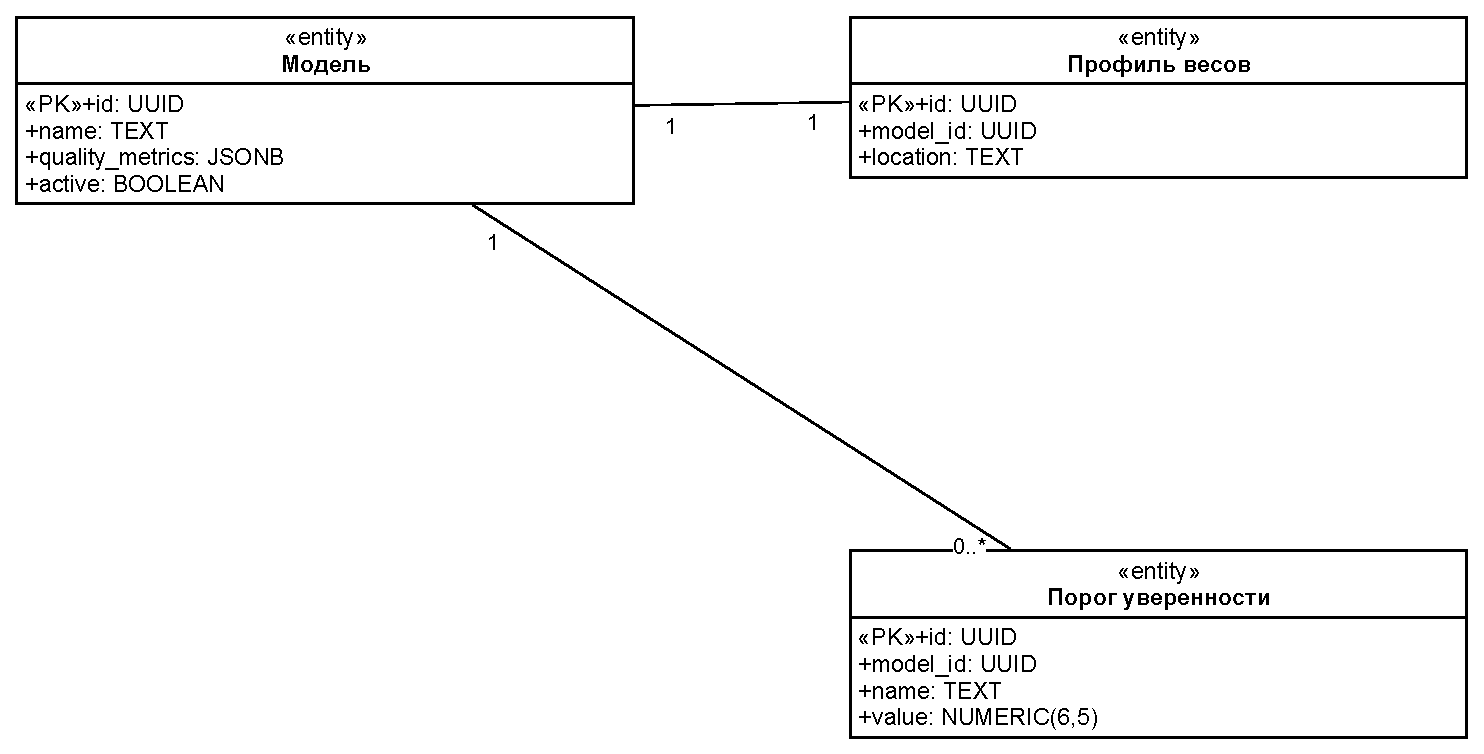 «entity»
Модель
«PK»+id: UUID
+name: TEXT
+quality_metrics: JSONB
+active: BOOLEAN
1
1
«entity»
Профиль весов
«PK»+id: UUID
+model_id: UUID
+location: TEXT
1
0..*
«entity»
Порог уверенности
«PK»+id: UUID
+model_id: UUID
+name: TEXT
+value: NUMERIC(6,5)